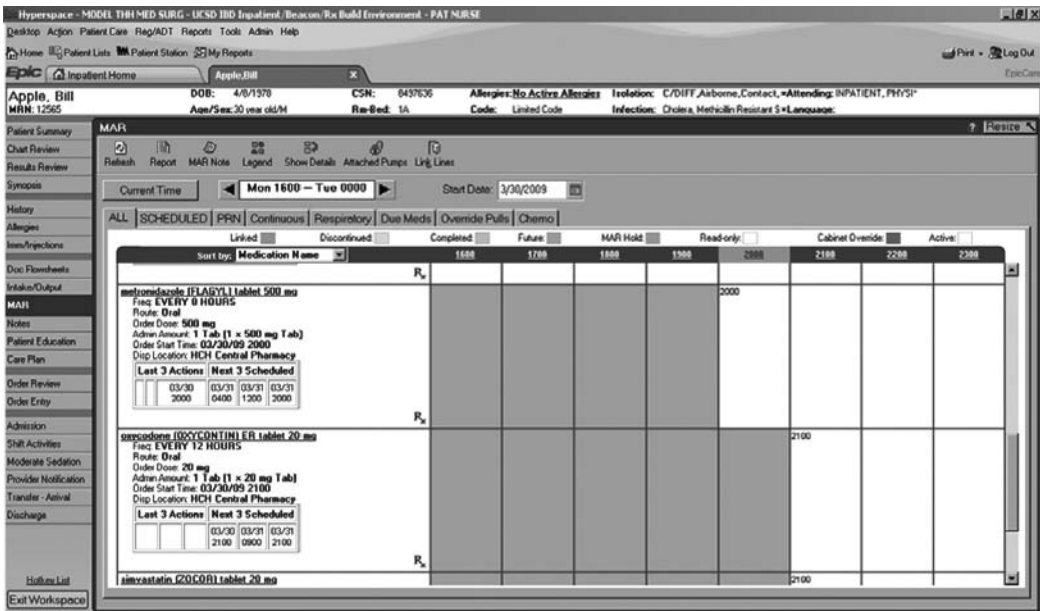 Hyperspace - MODEL THH MED SURG - UCSD IBD Inpatient/Beacon/Rx Build Environment - PAT NURSE
Desktop Action Patient Care Reg/ADT Reports Tools Admin Help
Home Patient Lists Patient Station My Reports Print Log Out
Epic Inpatient Home Apple,Bill X EpicCare
Apple, Bill DOB: 4/8/1978 CSN: 8497636 Allergies: No Active Allergies Isolation: C/DIFF,Airborne,Contact,*Attending: INPATIENT, PHYSI*
MRN: 12565 Age/Sex: 30 year old/M Rm-Bed: 1A Code: Limited Code Infection: Cholera, Methicillin Resistant S*Language:
Patient Summary
Chart Review
Results Review
Synopsis
History
Allergies
Imm/Injections
Doc Flowsheets
Intake/Output
MAR
Notes
Patient Education
Care Plan
Order Review
Order Entry
Admission
Shift Activities
Moderate Sedation
Provider Notification
Transfer - Arrival
Discharge
Hotkey List
Exit Workspace
MAR ? Resize
Refresh Report MAR Note Legend Show Details Attached Pumps Link Lines
Current Time Mon 1600 — Tue 0000 Start Date: 3/30/2009
ALL SCHEDULED PRN Continuous Respiratory Due Meds Override Pulls Chemo
Linked: Discontinued: Completed: Future: MAR Hold: Read-only: Cabinet Override: Active:
Sort by: Medication Name 1600 1700 1800 1900 2000 2100 2200 2300
Rx
metronidazole (FLAGYL) tablet 500 mg 2000
Freq: EVERY 8 HOURS
Route: Oral
Order Dose: 500 mg
Admin Amount: 1 Tab (1 x 500 mg Tab)
Order Start Time: 03/30/09 2000
Disp Location: HCH Central Pharmacy
Last 3 Actions Next 3 Scheduled
03/30 03/31 03/31 03/31
2000 0400 1200 2000
Rx
oxycodone (OXYCONTIN) ER tablet 20 mg 2100
Freq: EVERY 12 HOURS
Route: Oral
Order Dose: 20 mg
Admin Amount: 1 Tab (1 x 20 mg Tab)
Order Start Time: 03/30/09 2100
Disp Location: HCH Central Pharmacy
Last 3 Actions Next 3 Scheduled
03/30 03/31 03/31
2100 0900 2100
Rx
simvastatin (ZOCOR) tablet 20 mg 2100